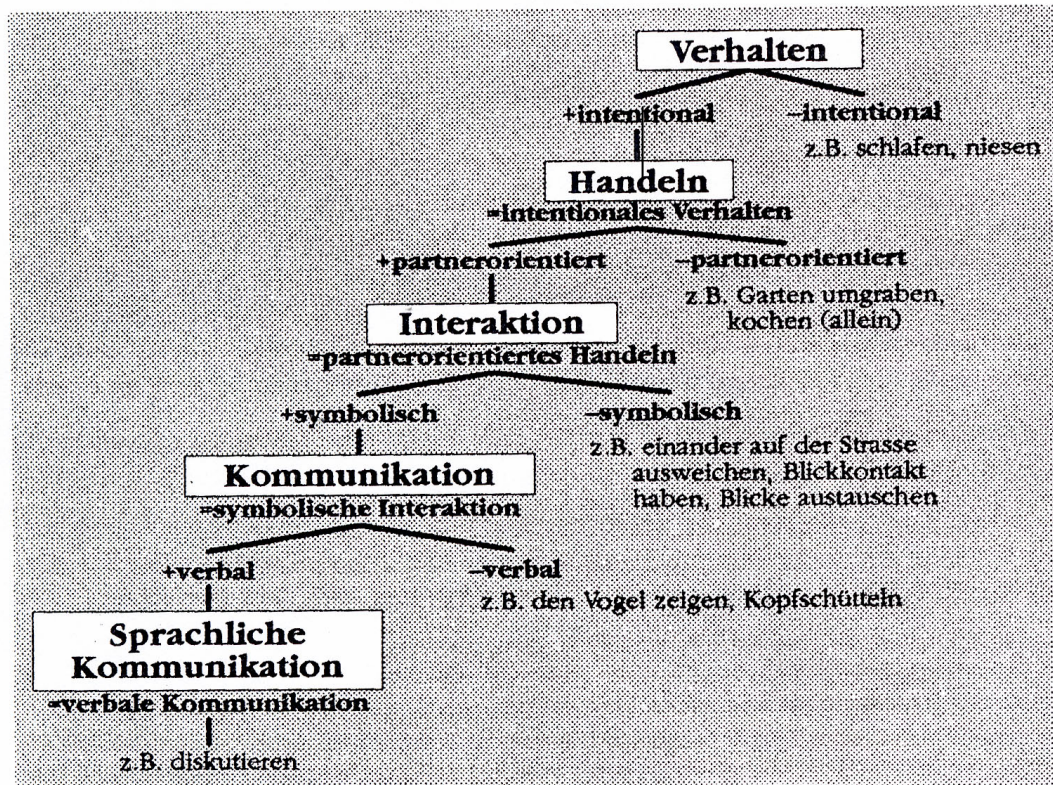 Verhalten
+intentional
–intentional
z.B. schlafen, niesen
Handeln
=intentionales Verhalten
+partnerorientiert
–partnerorientiert
z.B. Garten umgraben,
kochen (allein)
Interaktion
=partnerorientiertes Handeln
+symbolisch
–symbolisch
z.B. einander auf der Strasse
ausweichen, Blickkontakt
haben, Blicke austauschen
Kommunikation
=symbolische Interaktion
+verbal
–verbal
z.B. den Vogel zeigen, Kopfschütteln
Sprachliche
Kommunikation
=verbale Kommunikation
z.B. diskutieren